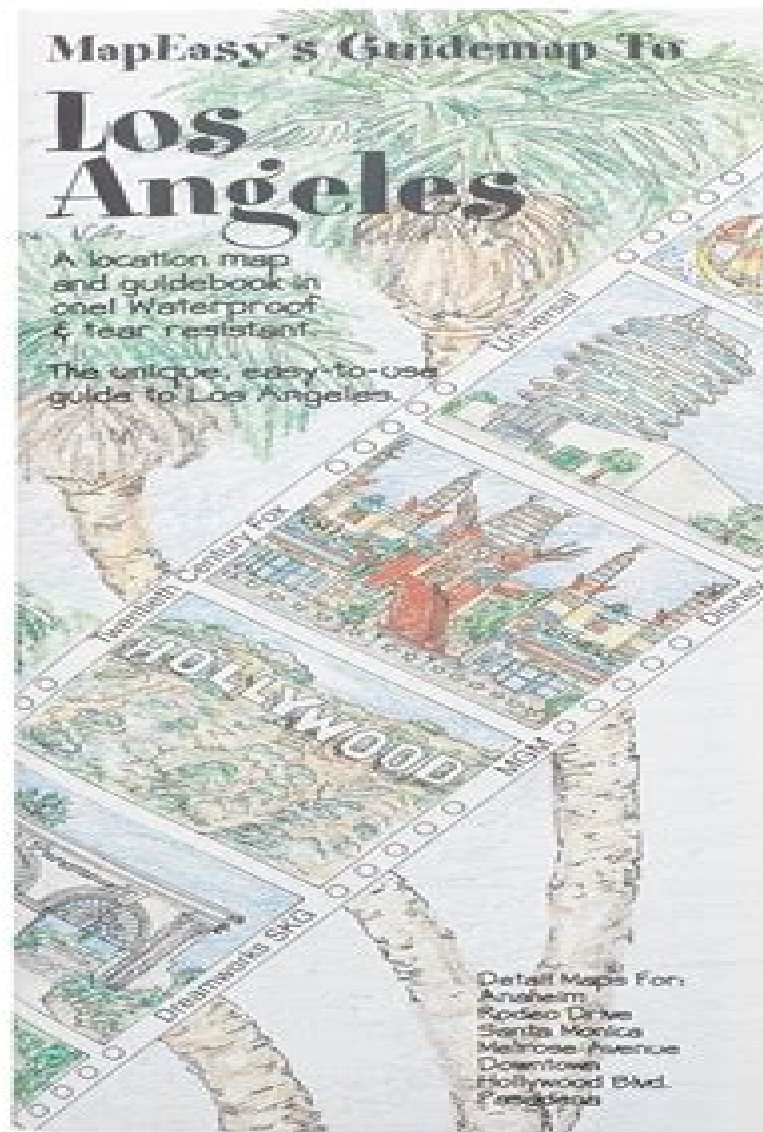 MapEasy's Guidemap To
Los
Angeles
A location map
and guidebook in
one! Waterproof
& tear resistant.
The unique, easy-to-use
guide to Los Angeles.
Universal
Twentieth Century Fox
Disney
HOLLYWOOD
MGM
Dreamworks SKG
Detail Maps For:
Anaheim
Rodeo Drive
Santa Monica
Melrose Avenue
Downtown
Hollywood Blvd.
Pasadena